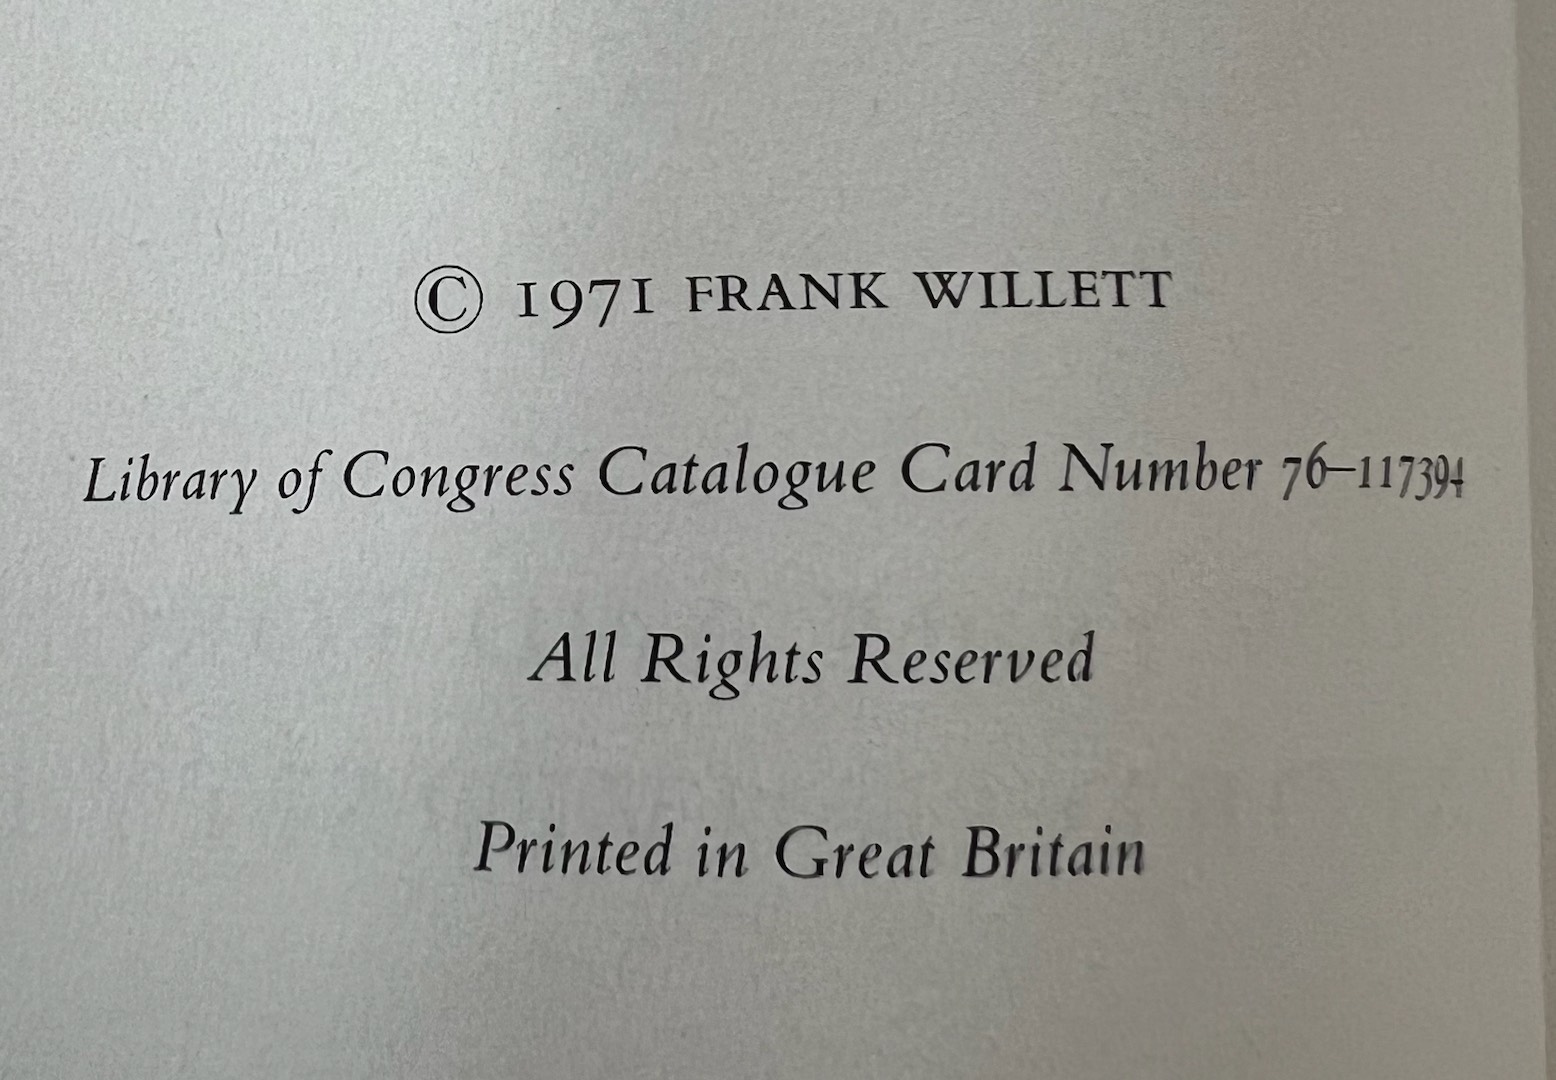 © 1971 FRANK WILLETT
Library of Congress Catalogue Card Number 76–117394
All Rights Reserved
Printed in Great Britain